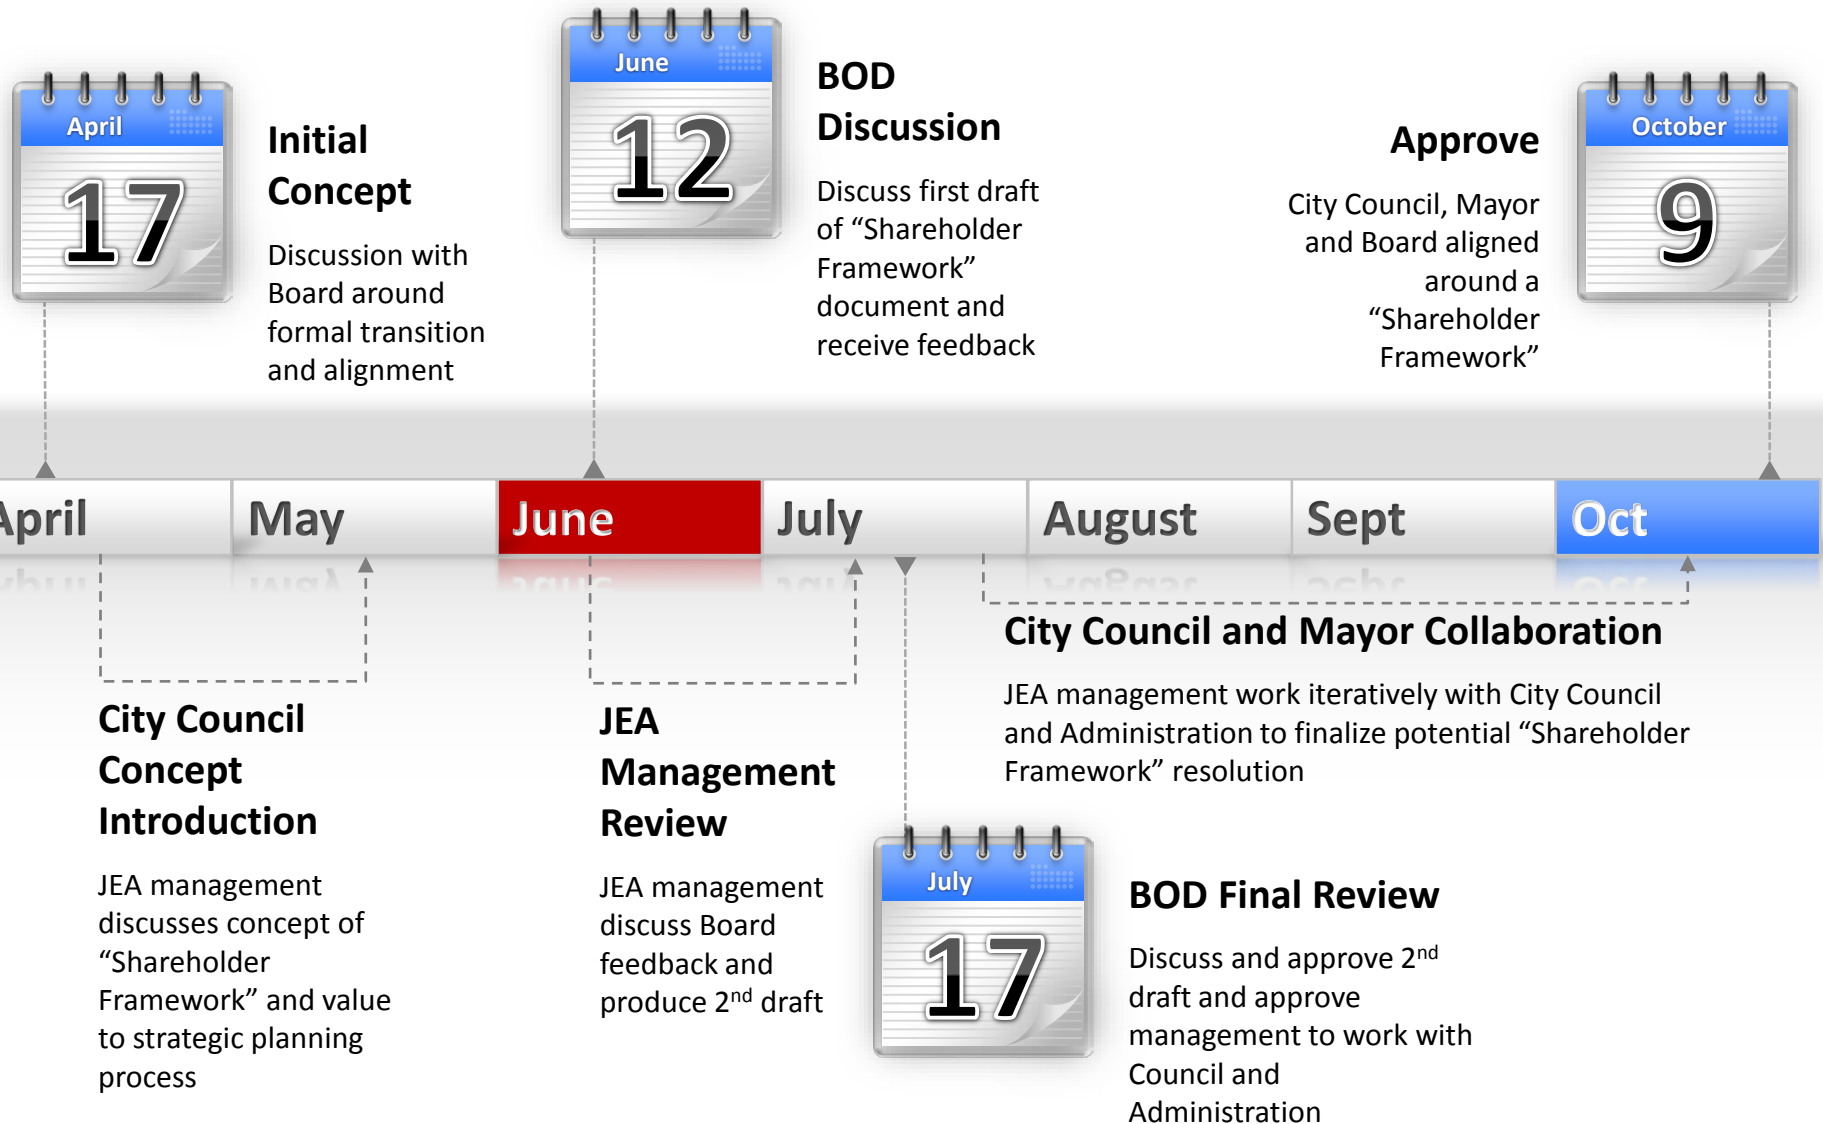 April
17
Initial
Concept
Discussion with
Board around
formal transition
and alignment
June
12
BOD
Discussion
Discuss first draft
of “Shareholder
Framework”
document and
receive feedback
Approve
City Council, Mayor
and Board aligned
around a
“Shareholder
Framework”
October
9
April
May
June
July
August
Sept
Oct
City Council
Concept
Introduction
JEA management
discusses concept of
“Shareholder
Framework” and value
to strategic planning
process
JEA
Management
Review
JEA management
discuss Board
feedback and
produce 2nd draft
City Council and Mayor Collaboration
JEA management work iteratively with City Council
and Administration to finalize potential “Shareholder
Framework” resolution
July
17
BOD Final Review
Discuss and approve 2nd
draft and approve
management to work with
Council and
Administration